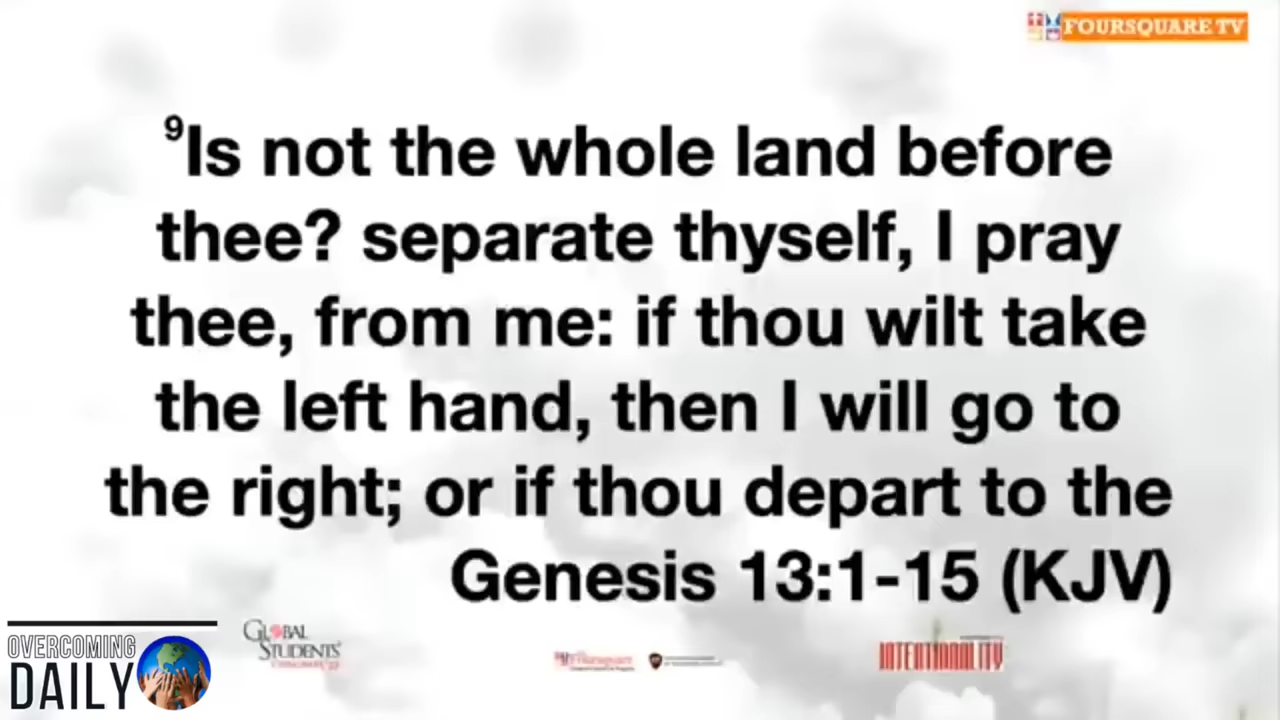 FOURSQUARE TV
9Is not the whole land before
thee? separate thyself, I pray
thee, from me: if thou wilt take
the left hand, then I will go to
the right; or if thou depart to the
Genesis 13:1-15 (KJV)
OVERCOMING
DAILY
GLOBAL
STUDENTS'
Foursquare
INTENTIONALITY